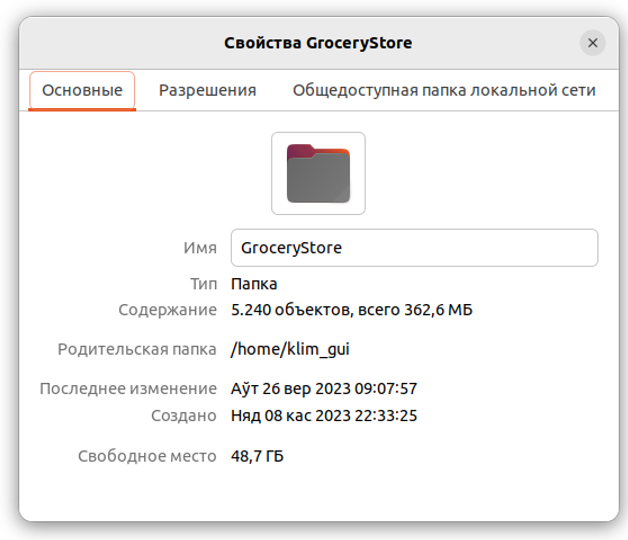 Свойства GroceryStore
Основные Разрешения Общедоступная папка локальной сети
Имя GroceryStore
Тип Папка
Содержание 5.240 объектов, всего 362,6 МБ
Родительская папка /home/klim_gui
Последнее изменение Аўт 26 вер 2023 09:07:57
Создано Няд 08 кас 2023 22:33:25
Свободное место 48,7 ГБ